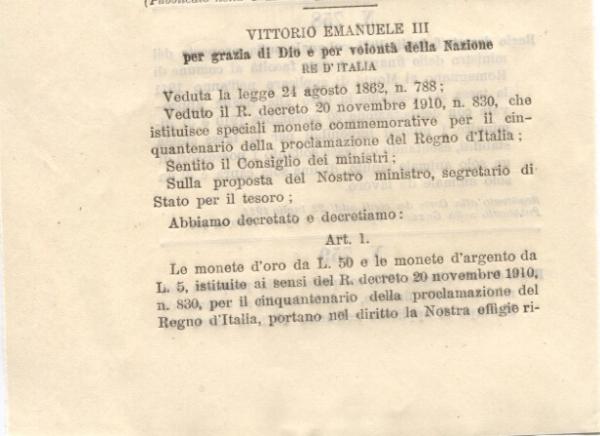 VITTORIO EMANUELE III
per grazia di Dio e per volontà della Nazione
RE D'ITALIA
Veduta la legge 24 agosto 1862, n. 788;
Veduto il R. decreto 20 novembre 1910, n. 830, che
istituisce speciali monete commemorative per il cin-
quantenario della proclamazione del Regno d'Italia;
Sentito il Consiglio dei ministri;
Sulla proposta del Nostro ministro, segretario di
Stato per il tesoro;
Abbiamo decretato e decretiamo:
Art. 1.
Le monete d'oro da L. 50 e le monete d'argento da
L. 5, istituite ai sensi del R. decreto 20 novembre 1910,
n. 830, per il cinquantenario della proclamazione del
Regno d'Italia, portano nel diritto la Nostra effigie ri-